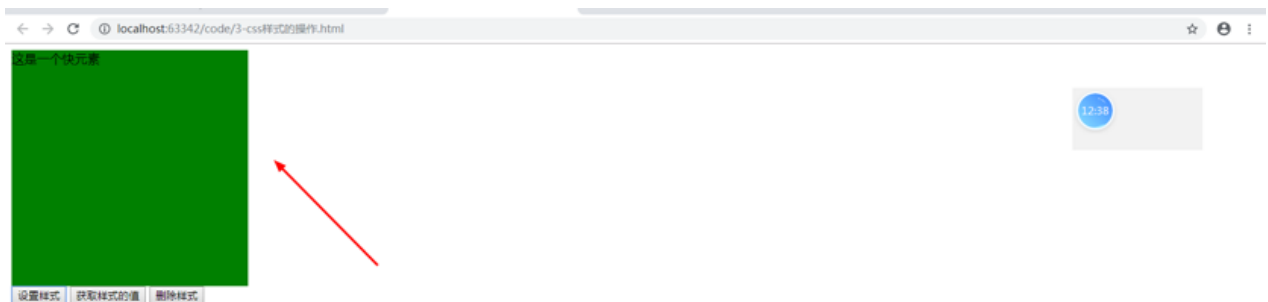 localhost:63342/code/3-css样式的操作.html
这是一个快元素
12:38
设置样式 获取样式的值 删除样式